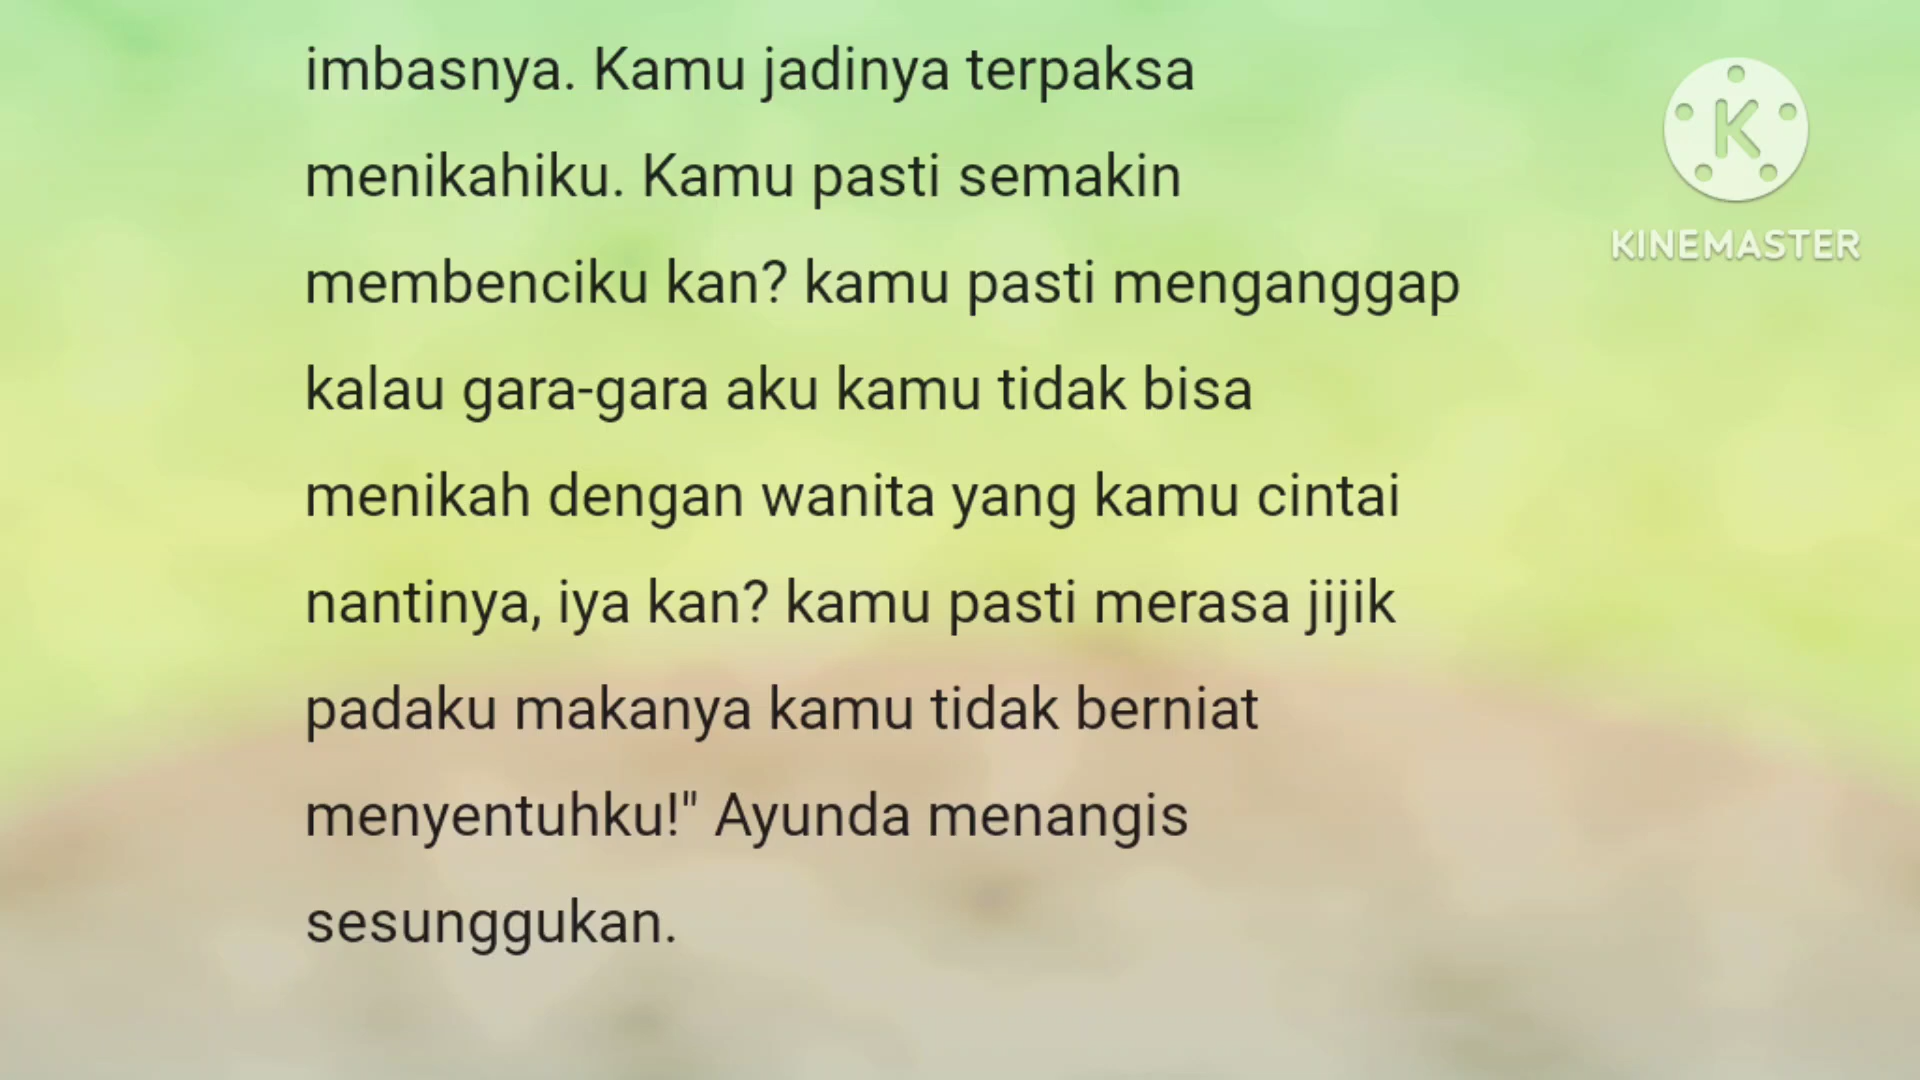 imbasnya. Kamu jadinya terpaksa
menikahiku. Kamu pasti semakin
membenciku kan? kamu pasti menganggap
kalau gara-gara aku kamu tidak bisa
menikah dengan wanita yang kamu cintai
nantinya, iya kan? kamu pasti merasa jijik
padaku makanya kamu tidak berniat
menyentuhku!" Ayunda menangis
sesunggukan.
K
KINEMASTER